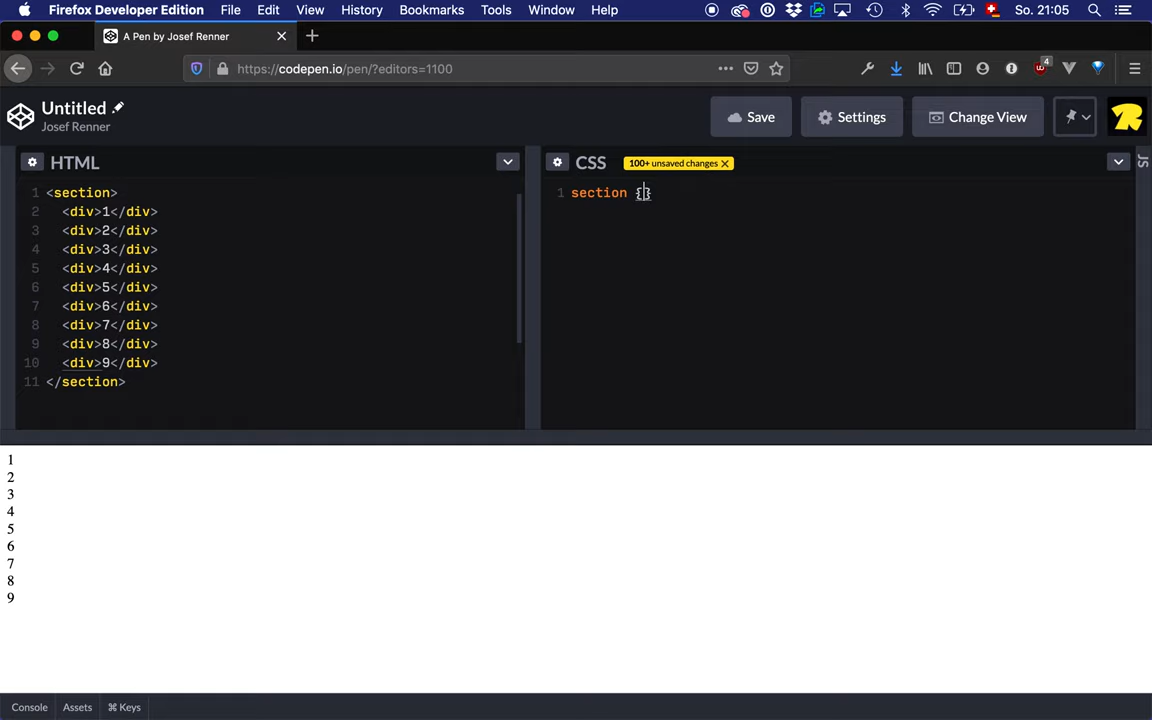 Firefox Developer Edition File Edit View History Bookmarks Tools Window Help So. 21:05
A Pen by Josef Renner
https://codepen.io/pen/?editors=1100
4
Untitled
Josef Renner
Save Settings Change View
HTML
CSS 100+ unsaved changes
JS
1 <section>
2 <div>1</div>
3 <div>2</div>
4 <div>3</div>
5 <div>4</div>
6 <div>5</div>
7 <div>6</div>
8 <div>7</div>
9 <div>8</div>
10 <div>9</div>
11 </section>
1 section {}
1
2
3
4
5
6
7
8
9
Console Assets ⌘ Keys